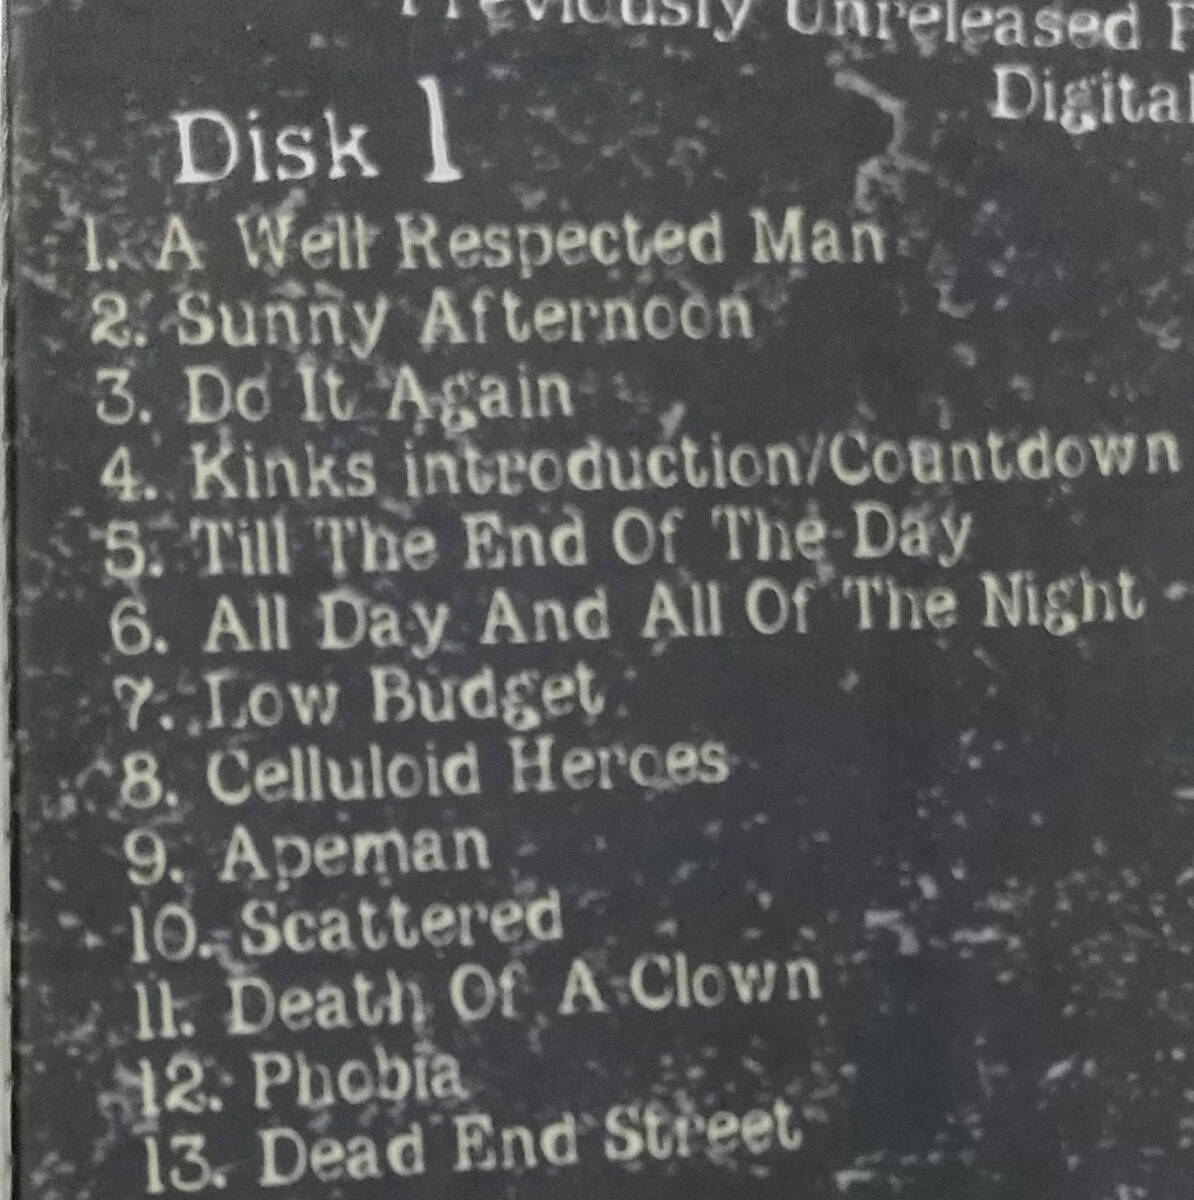 Previously Unreleased
Digital
Disk 1
1. A Well Respected Man
2. Sunny Afternoon
3. Do It Again
4. Kinks introduction/Countdown
5. Till The End Of The Day
6. All Day And All Of The Night
7. Low Budget
8. Celluloid Heroes
9. Apeman
10. Scattered
11. Death Of A Clown
12. Phobia
13. Dead End Street